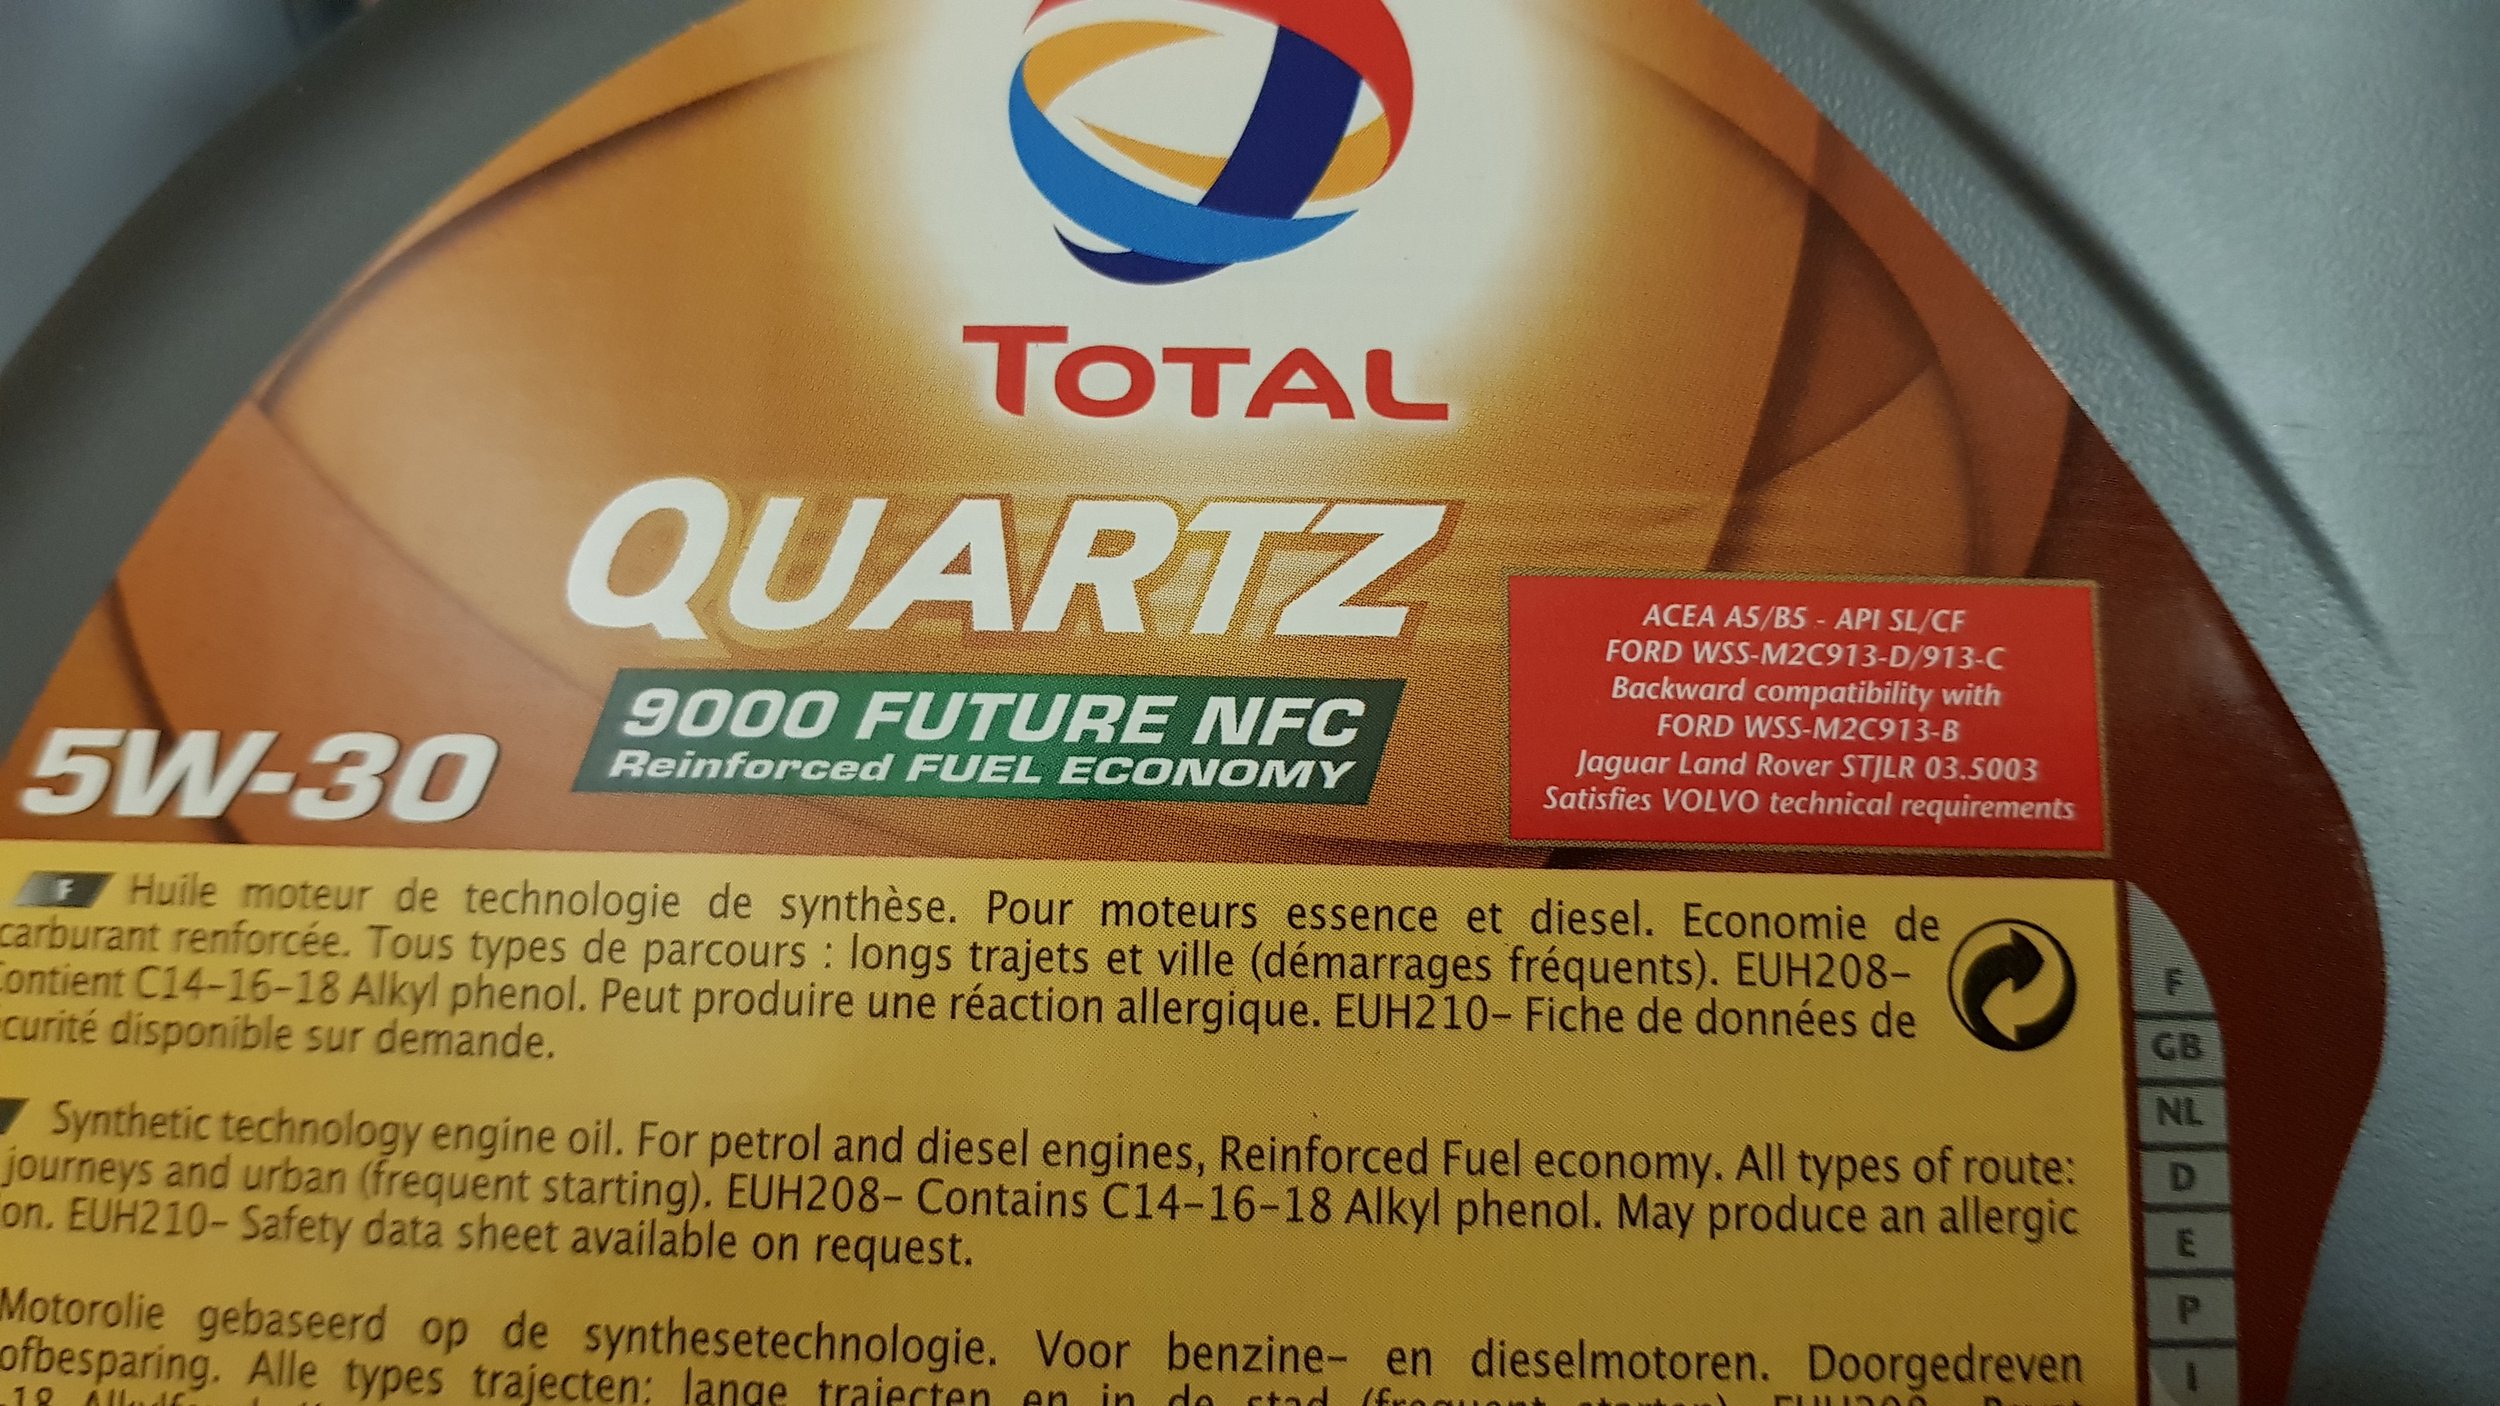 TOTAL
QUARTZ
9000 FUTURE NFC
Reinforced FUEL ECONOMY
5W-30
ACEA A5/B5 - API SL/CF
FORD WSS-M2C913-D/913-C
Backward compatibility with
FORD WSS-M2C913-B
Jaguar Land Rover STJLR 03.5003
Satisfies VOLVO technical requirements
F Huile moteur de technologie de synthèse. Pour moteurs essence et diesel. Economie de
carburant renforcée. Tous types de parcours : longs trajets et ville (démarrages fréquents). EUH208–
ontient C14–16–18 Alkyl phenol. Peut produire une réaction allergique. EUH210– Fiche de données de
curité disponible sur demande.
Synthetic technology engine oil. For petrol and diesel engines, Reinforced Fuel economy. All types of route:
journeys and urban (frequent starting). EUH208– Contains C14–16–18 Alkyl phenol. May produce an allergic
on. EUH210– Safety data sheet available on request.
Motorolie gebaseerd op de synthesetechnologie. Voor benzine– en dieselmotoren. Doorgedreven
ofbesparing. Alle types trajecten: lange trajecten en in de stad
F
GB
NL
D
E
P
I